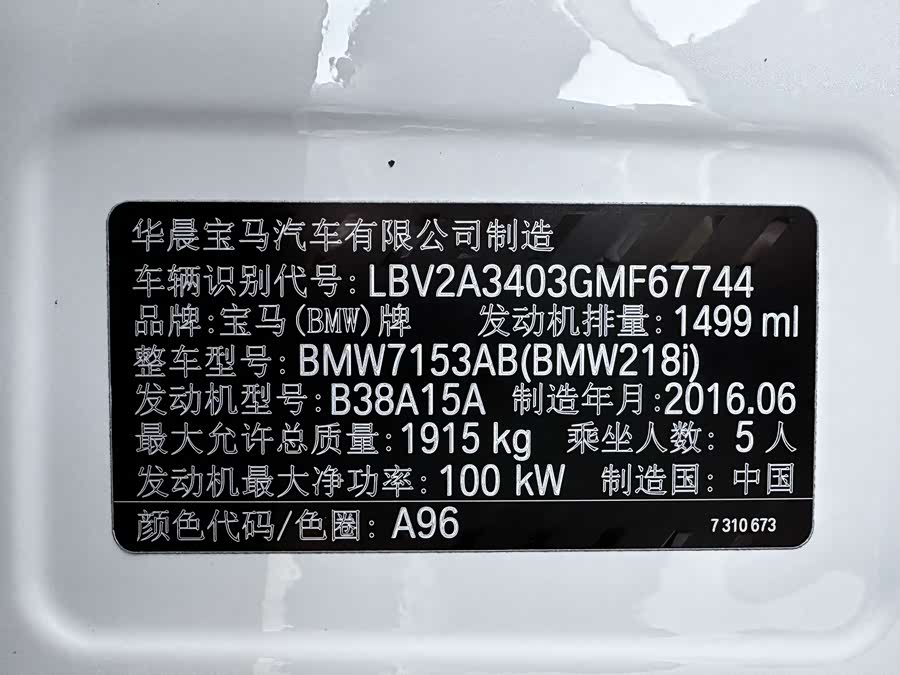 华晨宝马汽车有限公司制造
车辆识别代号: LBV2A3403GMF67744
品牌:宝马(BMW)牌 发动机排量: 1499 ml
整车型号: BMW7153AB(BMW218i)
发动机型号: B38A15A 制造年月:2016.06
最大允许总质量: 1915 kg 乘坐人数: 5 人
发动机最大净功率: 100 kW 制造国: 中国
颜色代码/色圈: A96 7 310 673